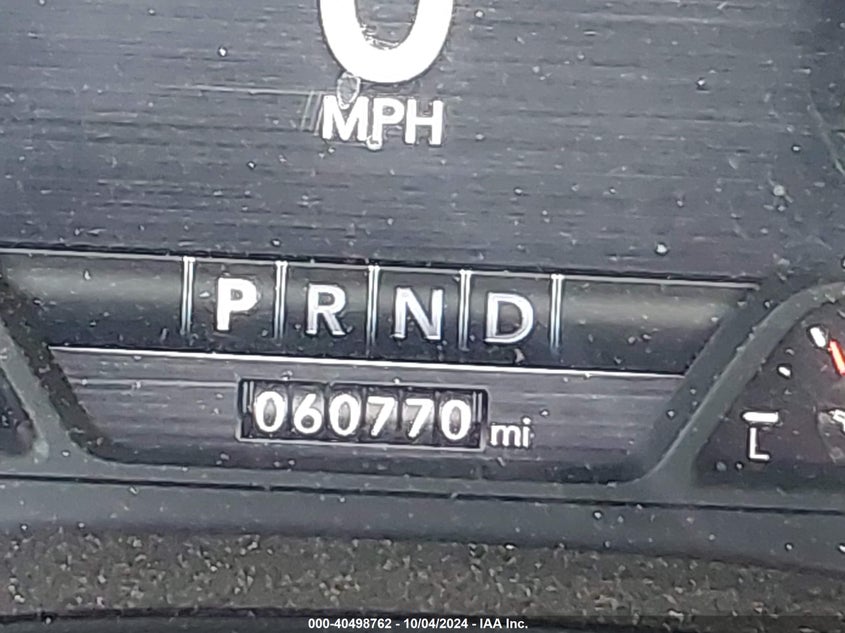 0
MPH
P R N D
060770 mi
L
000-40498762 - 10/04/2024 - IAA Inc.